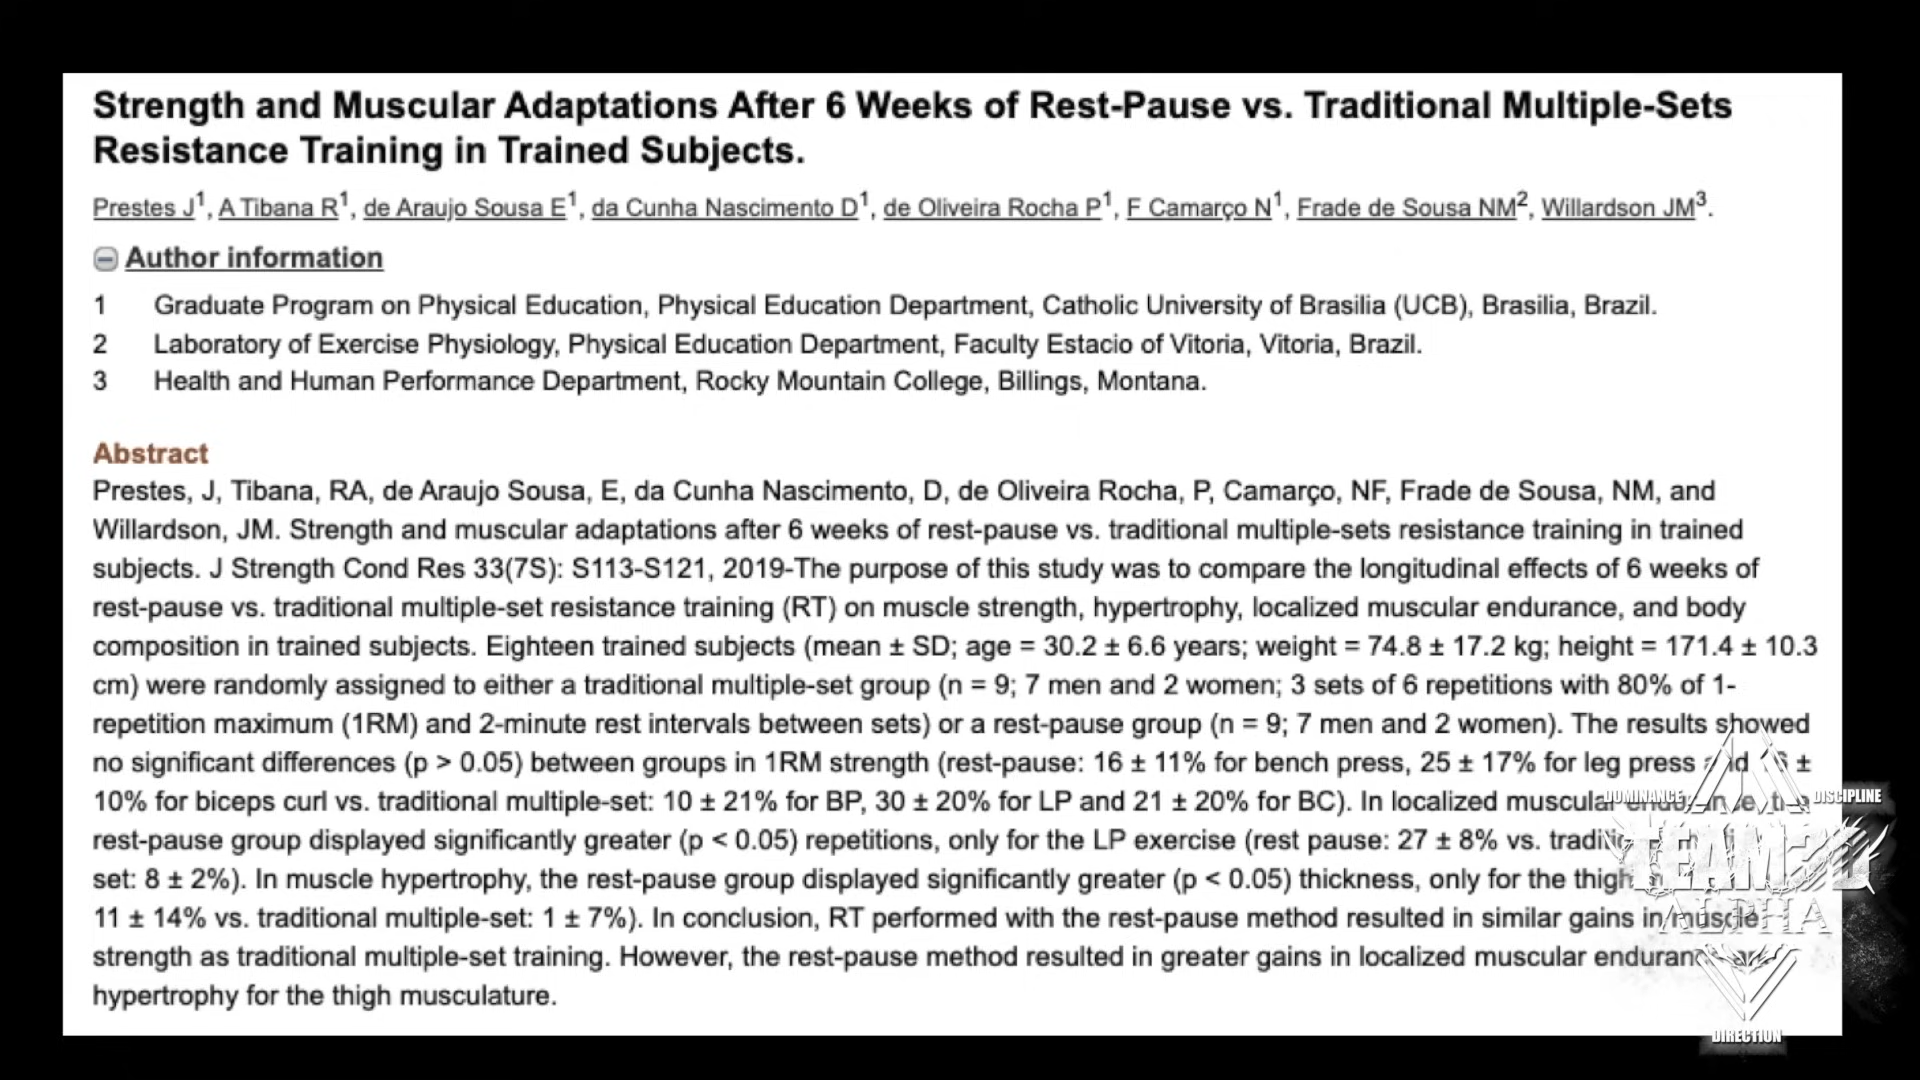 Strength and Muscular Adaptations After 6 Weeks of Rest-Pause vs. Traditional Multiple-Sets
Resistance Training in Trained Subjects.
Prestes J1, A Tibana R1, de Araujo Sousa E1, da Cunha Nascimento D1, de Oliveira Rocha P1, F Camarço N1, Frade de Sousa NM2, Willardson JM3.
Author information
1 Graduate Program on Physical Education, Physical Education Department, Catholic University of Brasilia (UCB), Brasilia, Brazil.
2 Laboratory of Exercise Physiology, Physical Education Department, Faculty Estacio of Vitoria, Vitoria, Brazil.
3 Health and Human Performance Department, Rocky Mountain College, Billings, Montana.
Abstract
Prestes, J, Tibana, RA, de Araujo Sousa, E, da Cunha Nascimento, D, de Oliveira Rocha, P, Camarço, NF, Frade de Sousa, NM, and
Willardson, JM. Strength and muscular adaptations after 6 weeks of rest-pause vs. traditional multiple-sets resistance training in trained
subjects. J Strength Cond Res 33(7S): S113-S121, 2019-The purpose of this study was to compare the longitudinal effects of 6 weeks of
rest-pause vs. traditional multiple-set resistance training (RT) on muscle strength, hypertrophy, localized muscular endurance, and body
composition in trained subjects. Eighteen trained subjects (mean ± SD; age = 30.2 ± 6.6 years; weight = 74.8 ± 17.2 kg; height = 171.4 ± 10.3
cm) were randomly assigned to either a traditional multiple-set group (n = 9; 7 men and 2 women; 3 sets of 6 repetitions with 80% of 1-
repetition maximum (1RM) and 2-minute rest intervals between sets) or a rest-pause group (n = 9; 7 men and 2 women). The results showed
no significant differences (p > 0.05) between groups in 1RM strength (rest-pause: 16 ± 11% for bench press, 25 ± 17% for leg press ±
10% for biceps curl vs. traditional multiple-set: 10 ± 21% for BP, 30 ± 20% for LP and 21 ± 20% for BC). In localized muscular
rest-pause group displayed significantly greater (p < 0.05) repetitions, only for the LP exercise (rest pause: 27 ± 8% vs.
set: 8 ± 2%). In muscle hypertrophy, the rest-pause group displayed significantly greater (p < 0.05) thickness, only for the thigh
11 ± 14% vs. traditional multiple-set: 1 ± 7%). In conclusion, RT performed with the rest-pause method resulted in similar gains in muscle
strength as traditional multiple-set training. However, the rest-pause method resulted in greater gains in localized muscular
hypertrophy for the thigh musculature.
DOMINANCE DISCIPLINE
TEAM3D
ALPHA
DIRECTION